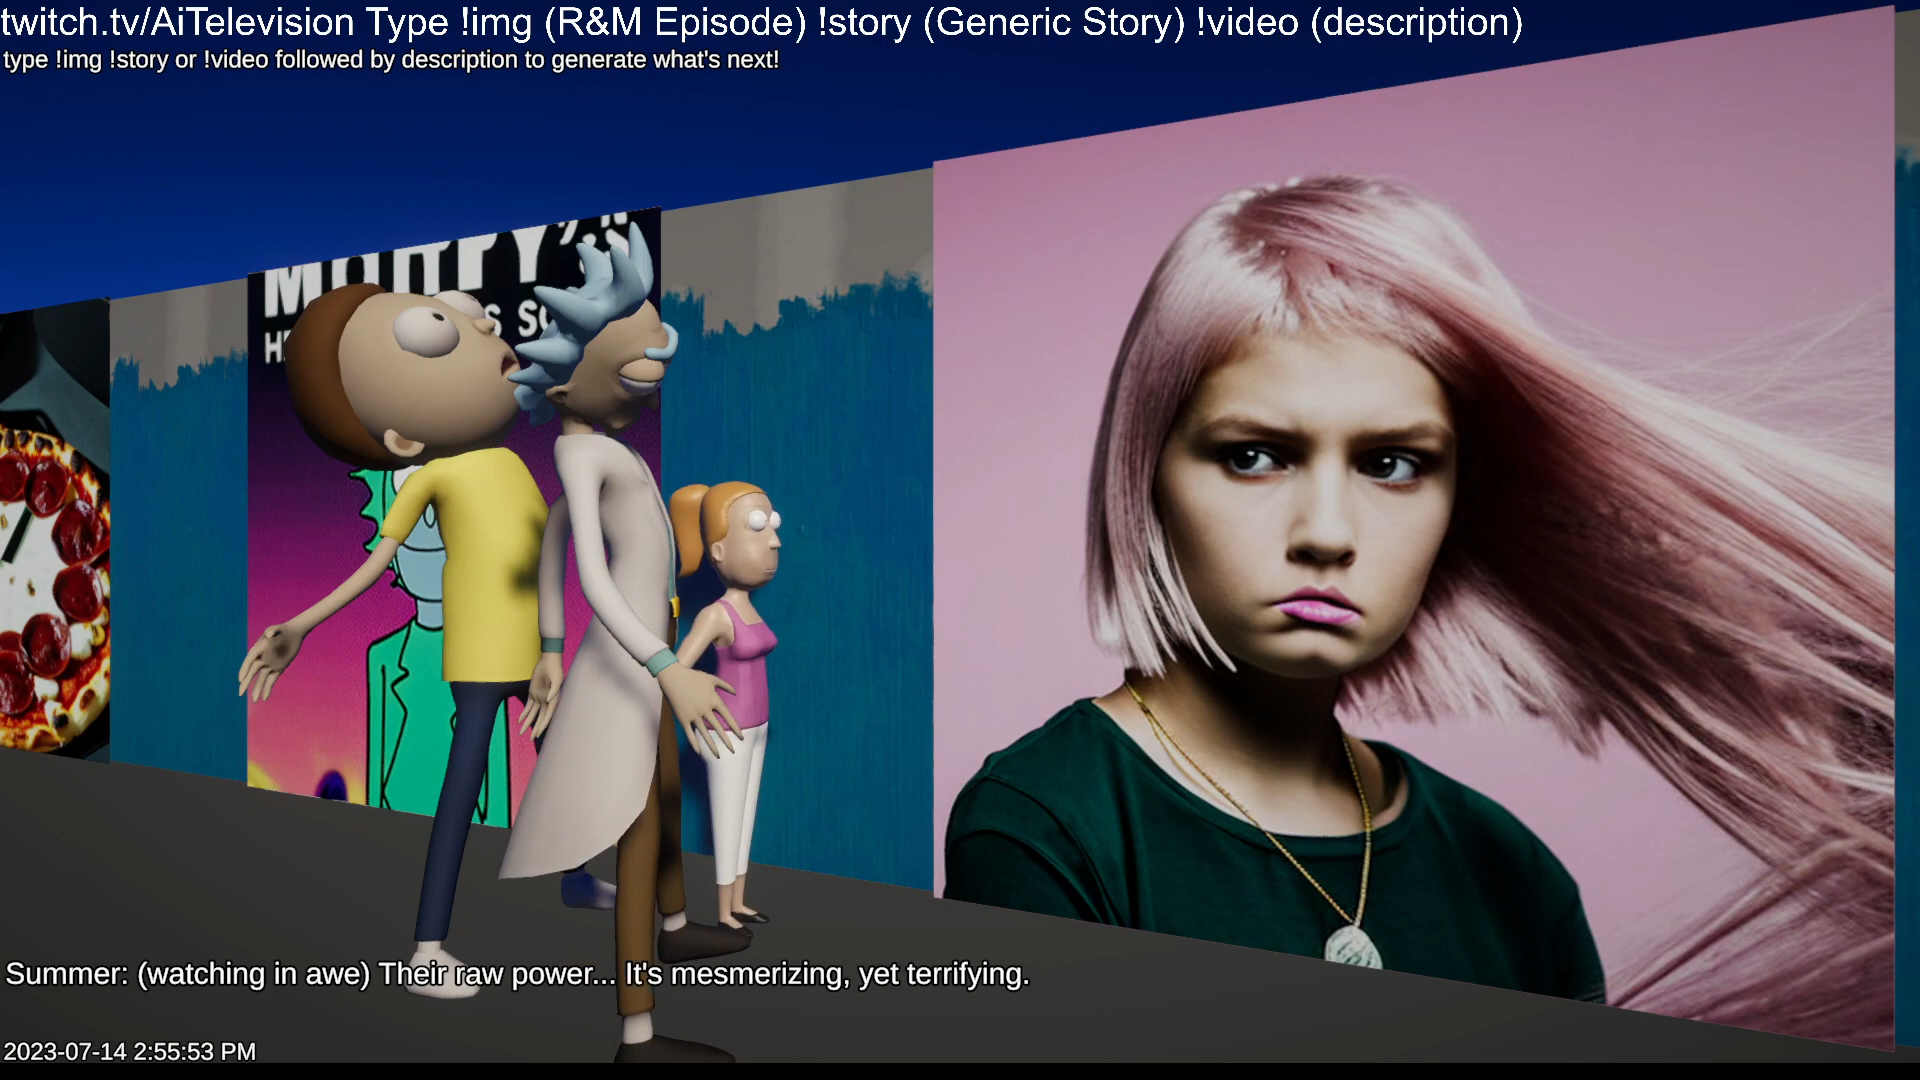 twitch.tv/AiTelevision Type !img (R&M Episode) !story (Generic Story) !video (description)
type !img !story or !video followed by description to generate what's next!
Summer: (watching in awe) Their raw power... It's mesmerizing, yet terrifying.
2023-07-14 2:55:53 PM